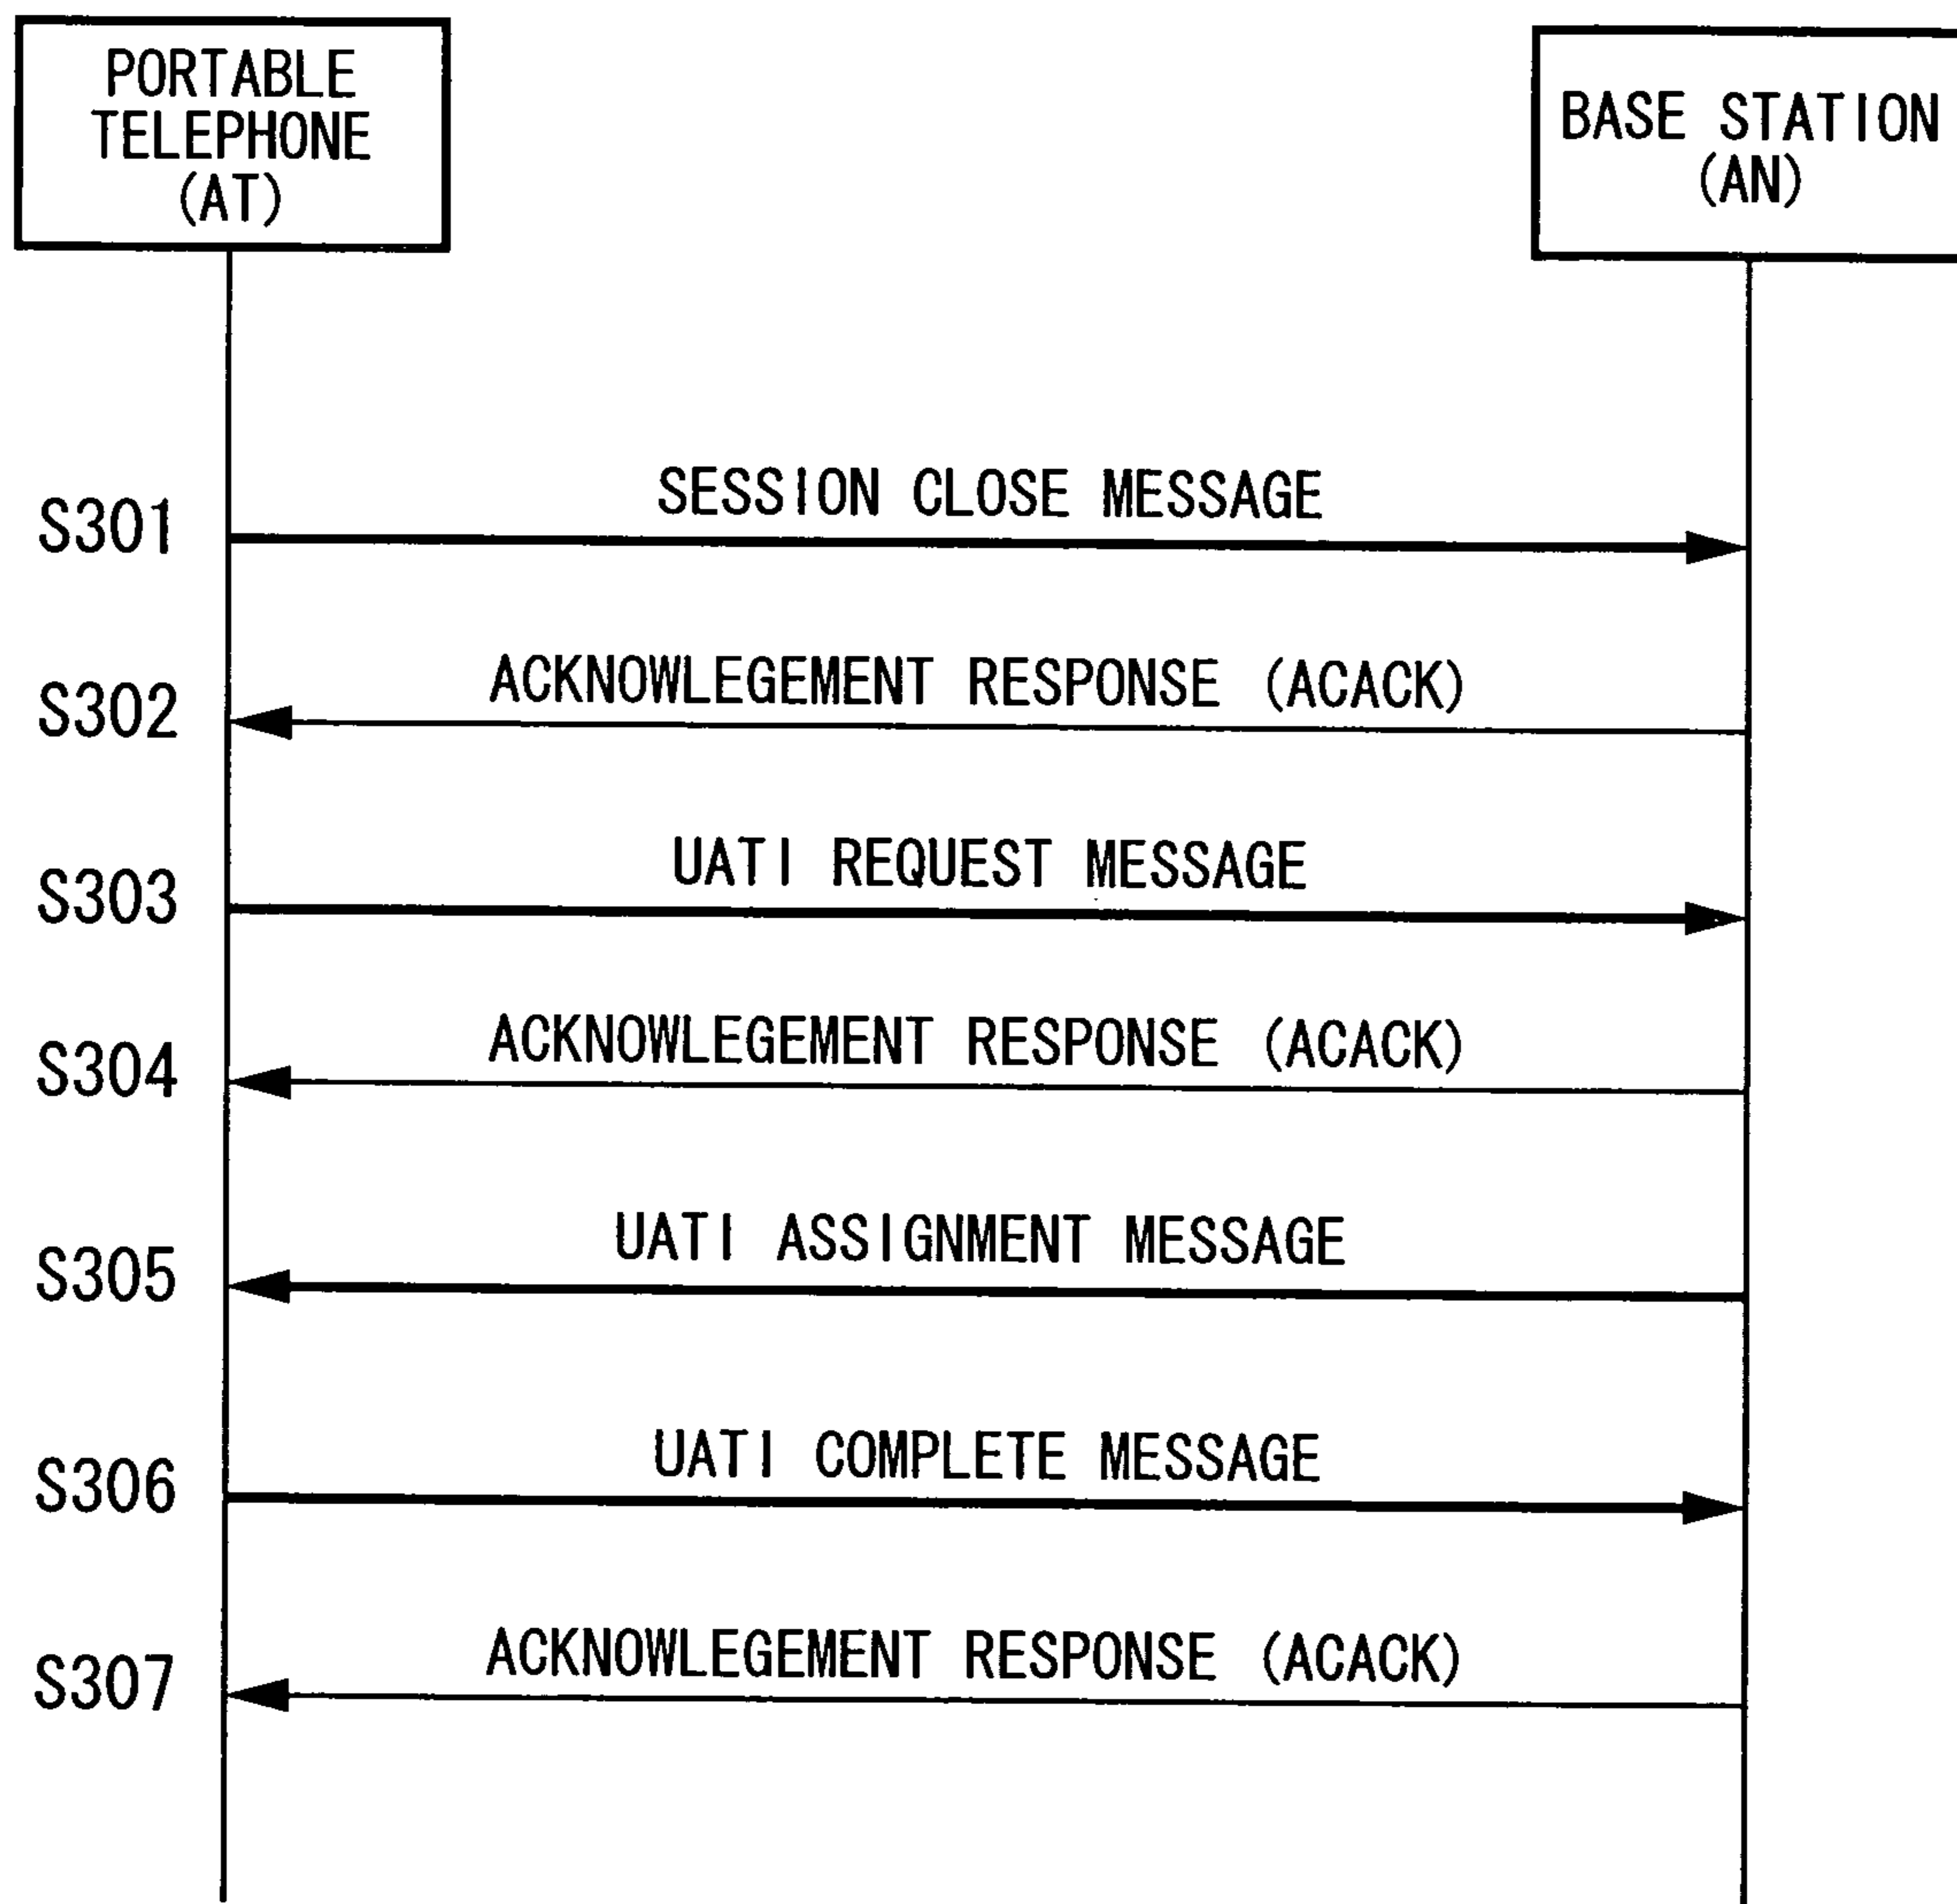 PORTABLE
TELEPHONE
(AT)
BASE STATION
(AN)
SESSION CLOSE MESSAGE
S301
ACKNOWLEGEMENT RESPONSE (ACACK)
S302
UATI REQUEST MESSAGE
S303
ACKNOWLEGEMENT RESPONSE (ACACK)
S304
UATI ASSIGNMENT MESSAGE
S305
UATI COMPLETE MESSAGE
S306
ACKNOWLEGEMENT RESPONSE (ACACK)
S307